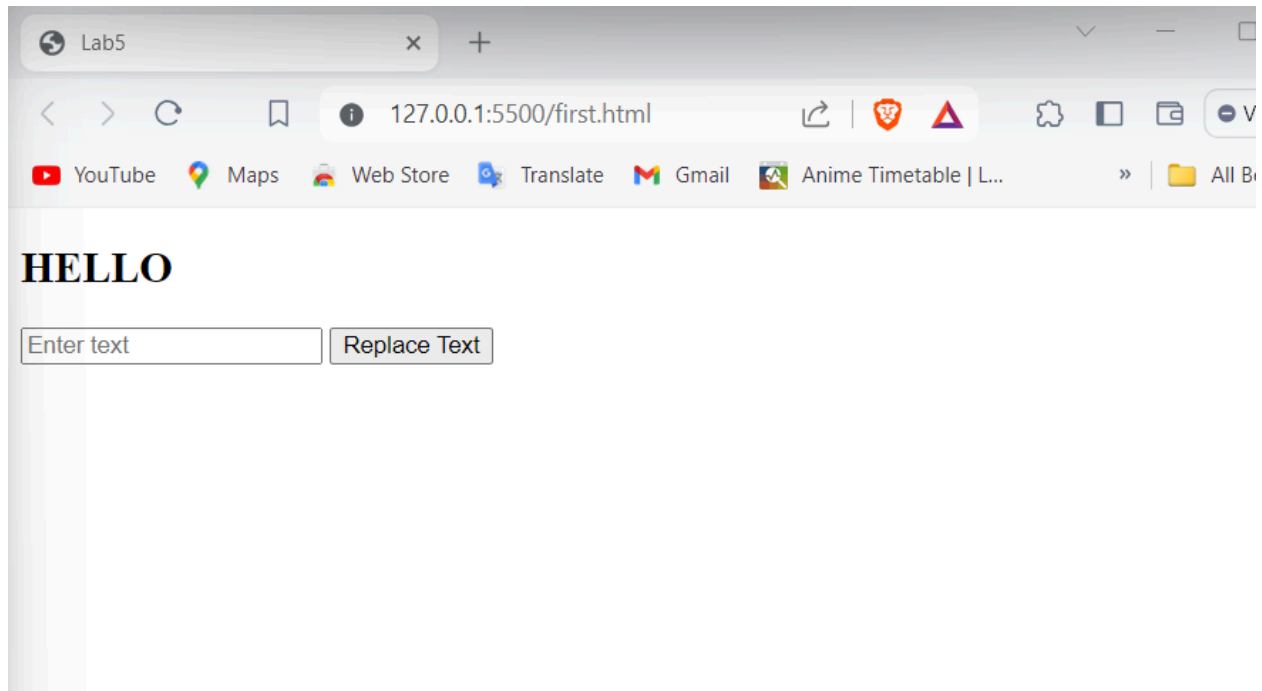 Lab5
127.0.0.1:5500/first.html
YouTube Maps Web Store Translate Gmail Anime Timetable | L... » All
HELLO
Enter text Replace Text